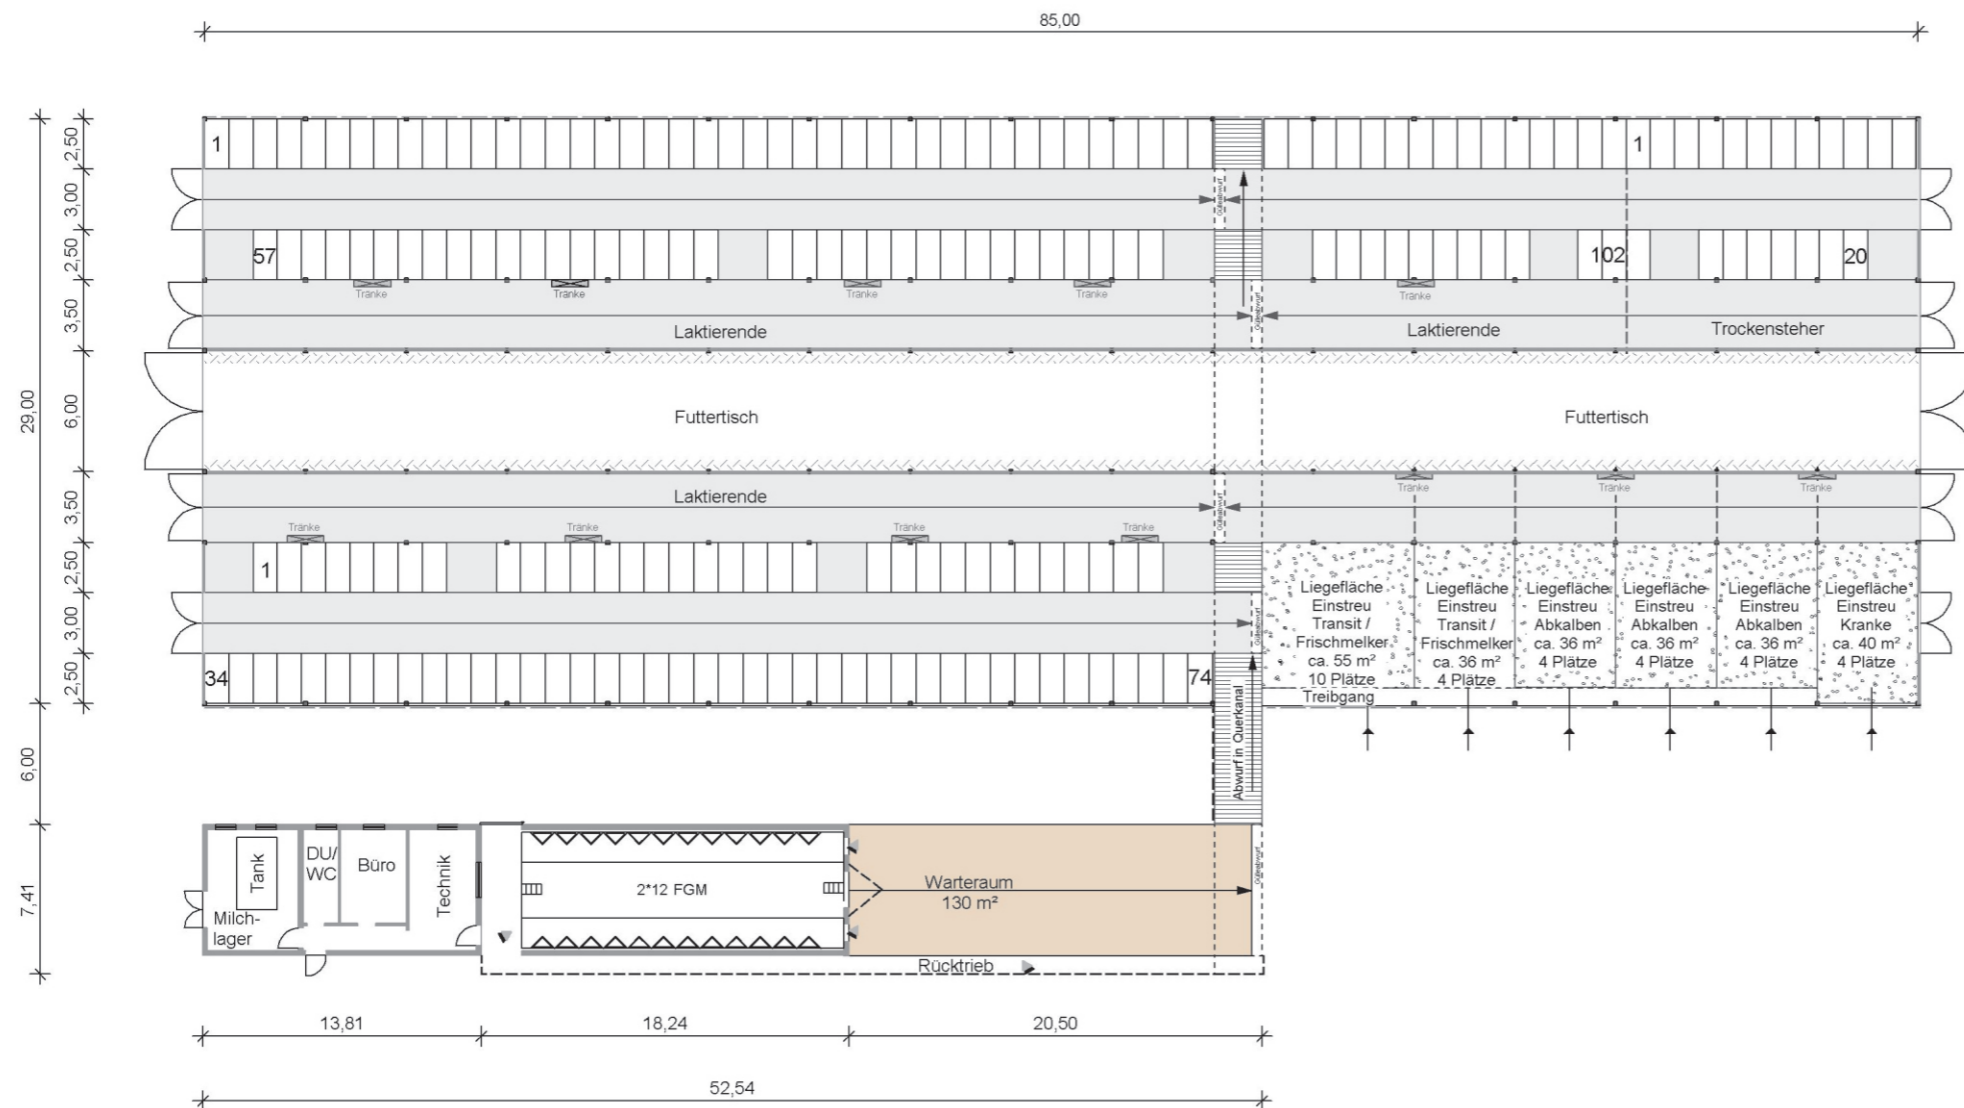 85,00
2,50
3,00
2,50
3,50
6,00
3,50
2,50
3,00
2,50
29,00
6,00
7,41
1
1
Gülleabwurf
57
102
20
Tränke
Tränke
Tränke
Tränke
Tränke
Gülleabwurf
Laktierende
Laktierende
Trockensteher
Futtertisch
Futtertisch
Laktierende
Gülleabwurf
Tränke
Tränke
Tränke
Tränke
Tränke
Tränke
Tränke
1
34
74
Gülleabwurf
Liegefläche
Einstreu
Transit /
Frischmelker
ca. 55 m²
10 Plätze
Liegefläche
Einstreu
Transit /
Frischmelker
ca. 36 m²
4 Plätze
Liegefläche
Einstreu
Abkalben
ca. 36 m²
4 Plätze
Liegefläche
Einstreu
Abkalben
ca. 36 m²
4 Plätze
Liegefläche
Einstreu
Abkalben
ca. 36 m²
4 Plätze
Liegefläche
Einstreu
Kranke
ca. 40 m²
4 Plätze
Treibgang
Abwurf in Querkanal
Tank
Milch-
lager
DU/
WC
Büro
Technik
2*12 FGM
Warteraum
130 m²
Gülleabwurf
Rücktrieb
13,81
18,24
20,50
52,54